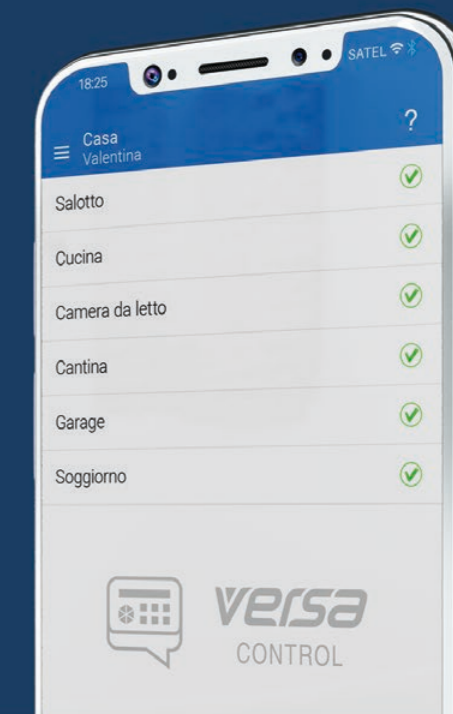 18:25
SATEL
Casa
Valentina
?
Salotto
Cucina
Camera da letto
Cantina
Garage
Soggiorno
versa
CONTROL